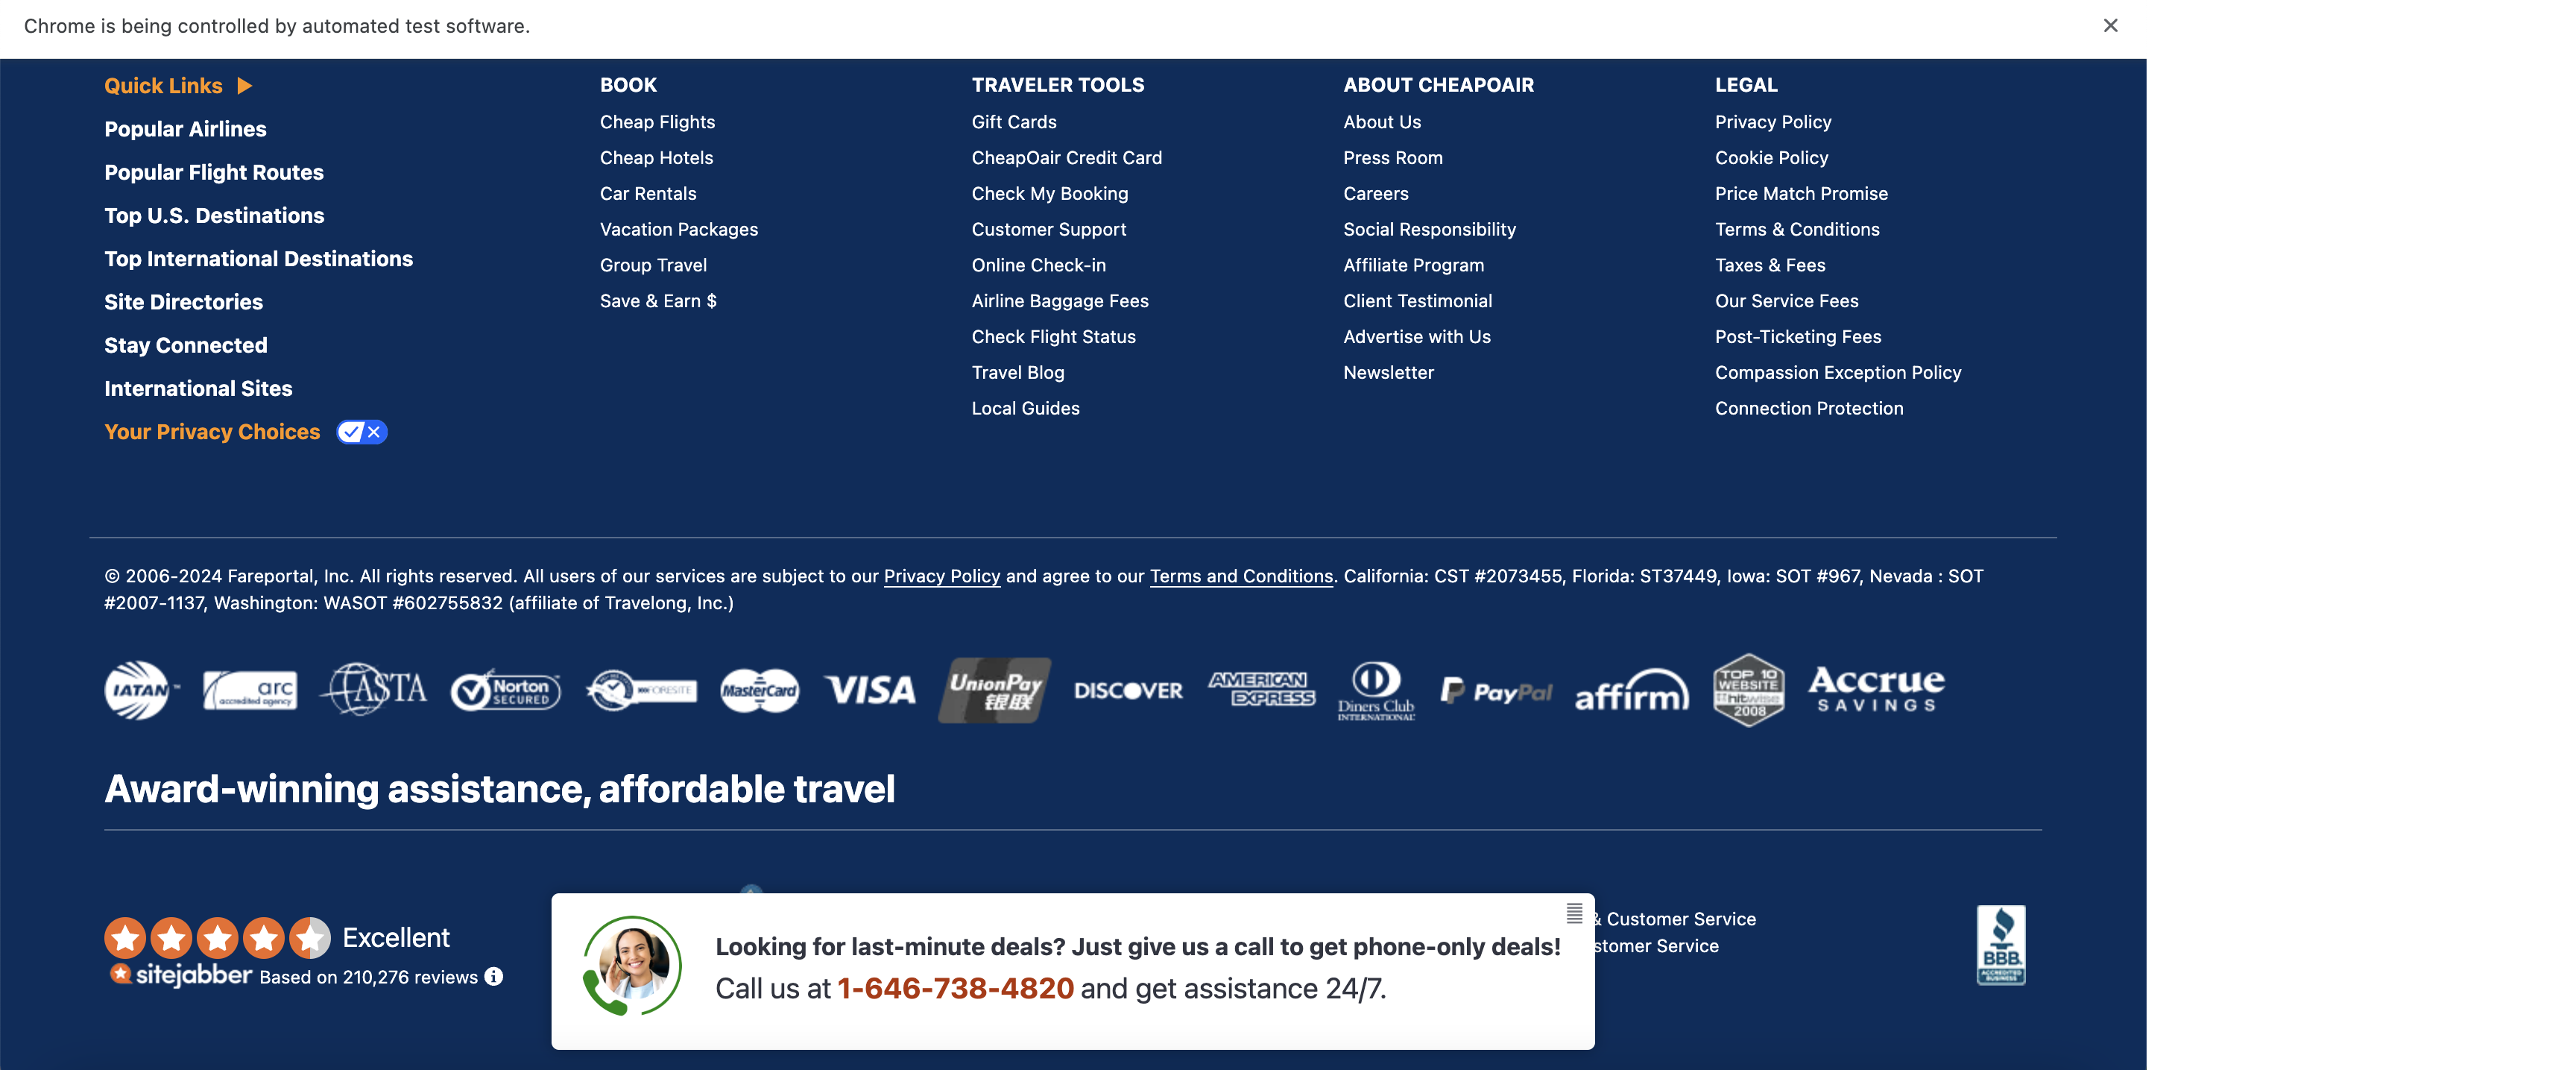 Chrome is being controlled by automated test software.
Quick Links
Popular Airlines
Popular Flight Routes
Top U.S. Destinations
Top International Destinations
Site Directories
Stay Connected
International Sites
Your Privacy Choices
BOOK
Cheap Flights
Cheap Hotels
Car Rentals
Vacation Packages
Group Travel
Save & Earn $
TRAVELER TOOLS
Gift Cards
CheapOair Credit Card
Check My Booking
Customer Support
Online Check-in
Airline Baggage Fees
Check Flight Status
Travel Blog
Local Guides
ABOUT CHEAPOAIR
About Us
Press Room
Careers
Social Responsibility
Affiliate Program
Client Testimonial
Advertise with Us
Newsletter
LEGAL
Privacy Policy
Cookie Policy
Price Match Promise
Terms & Conditions
Taxes & Fees
Our Service Fees
Post-Ticketing Fees
Compassion Exception Policy
Connection Protection
© 2006-2024 Fareportal, Inc. All rights reserved. All users of our services are subject to our Privacy Policy and agree to our Terms and Conditions. California: CST #2073455, Florida: ST37449, Iowa: SOT #967, Nevada : SOT
#2007-1137, Washington: WASOT #602755832 (affiliate of Travelong, Inc.)
IATAN™
arc
accredited agency
ASTA
Norton
SECURED
FORESITE
MasterCard
VISA
UnionPay
银联
DISCOVER
AMERICAN
EXPRESS
Diners Club
INTERNATIONAL
PayPal
affirm
TOP 10
WEBSITE
hitwise
2008
Accrue
SAVINGS
Award-winning assistance, affordable travel
Excellent
sitejabber Based on 210,276 reviews
Looking for last-minute deals? Just give us a call to get phone-only deals!
Call us at 1-646-738-4820 and get assistance 24/7.
& Customer Service
stomer Service
BBB.
ACCREDITED
BUSINESS